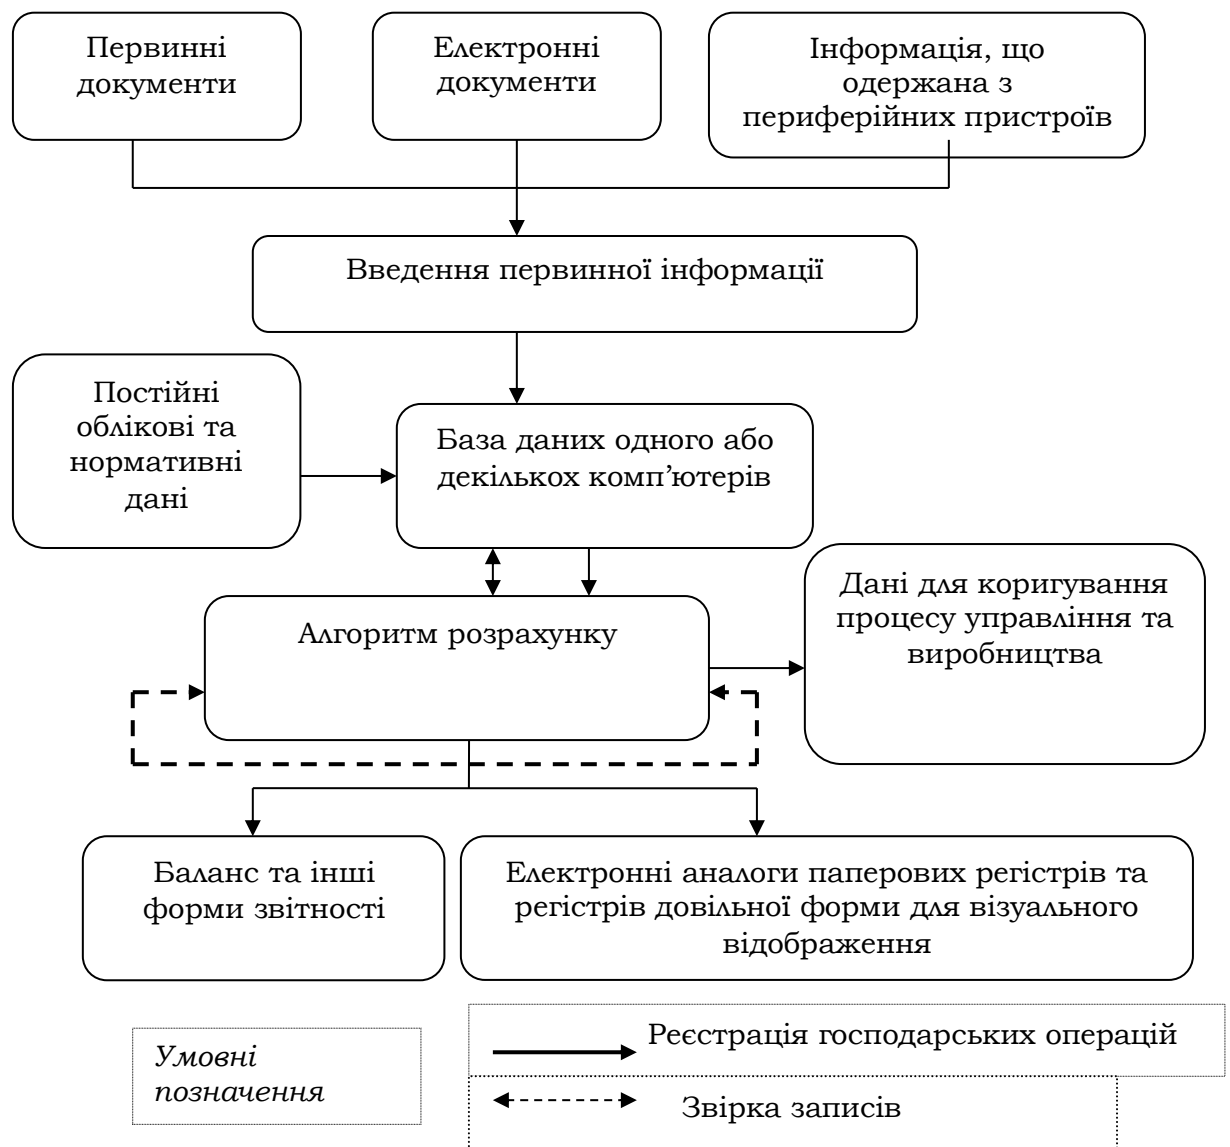 Первинні
документи
Електронні
документи
Інформація, що
одержана з
периферійних пристроїв
Введення первинної інформації
Постійні
облікові та
нормативні
дані
База даних одного або
декількох комп’ютерів
Алгоритм розрахунку
Дані для коригування
процесу управління та
виробництва
Баланс та інші
форми звітності
Електронні аналоги паперових регістрів та
регістрів довільної форми для візуального
відображення
Умовні
позначення
Реєстрація господарських операцій
Звірка записів